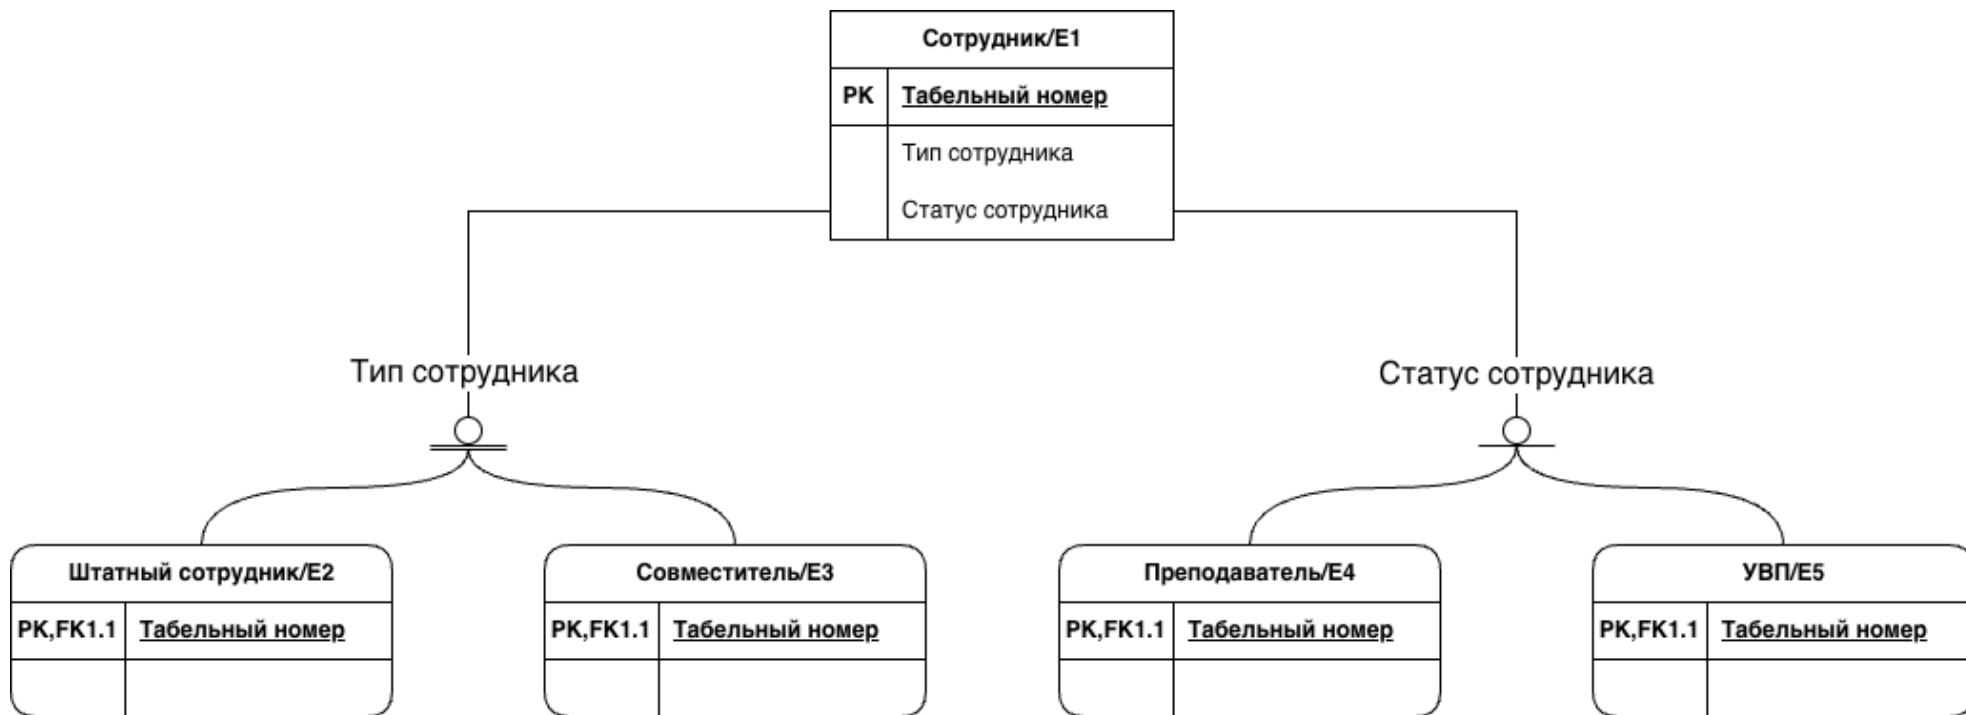 Сотрудник/E1
PK Табельный номер
Тип сотрудника
Статус сотрудника
Тип сотрудника
Статус сотрудника
Штатный сотрудник/E2
PK,FK1.1 Табельный номер
Совместитель/E3
PK,FK1.1 Табельный номер
Преподаватель/E4
PK,FK1.1 Табельный номер
УВП/E5
PK,FK1.1 Табельный номер